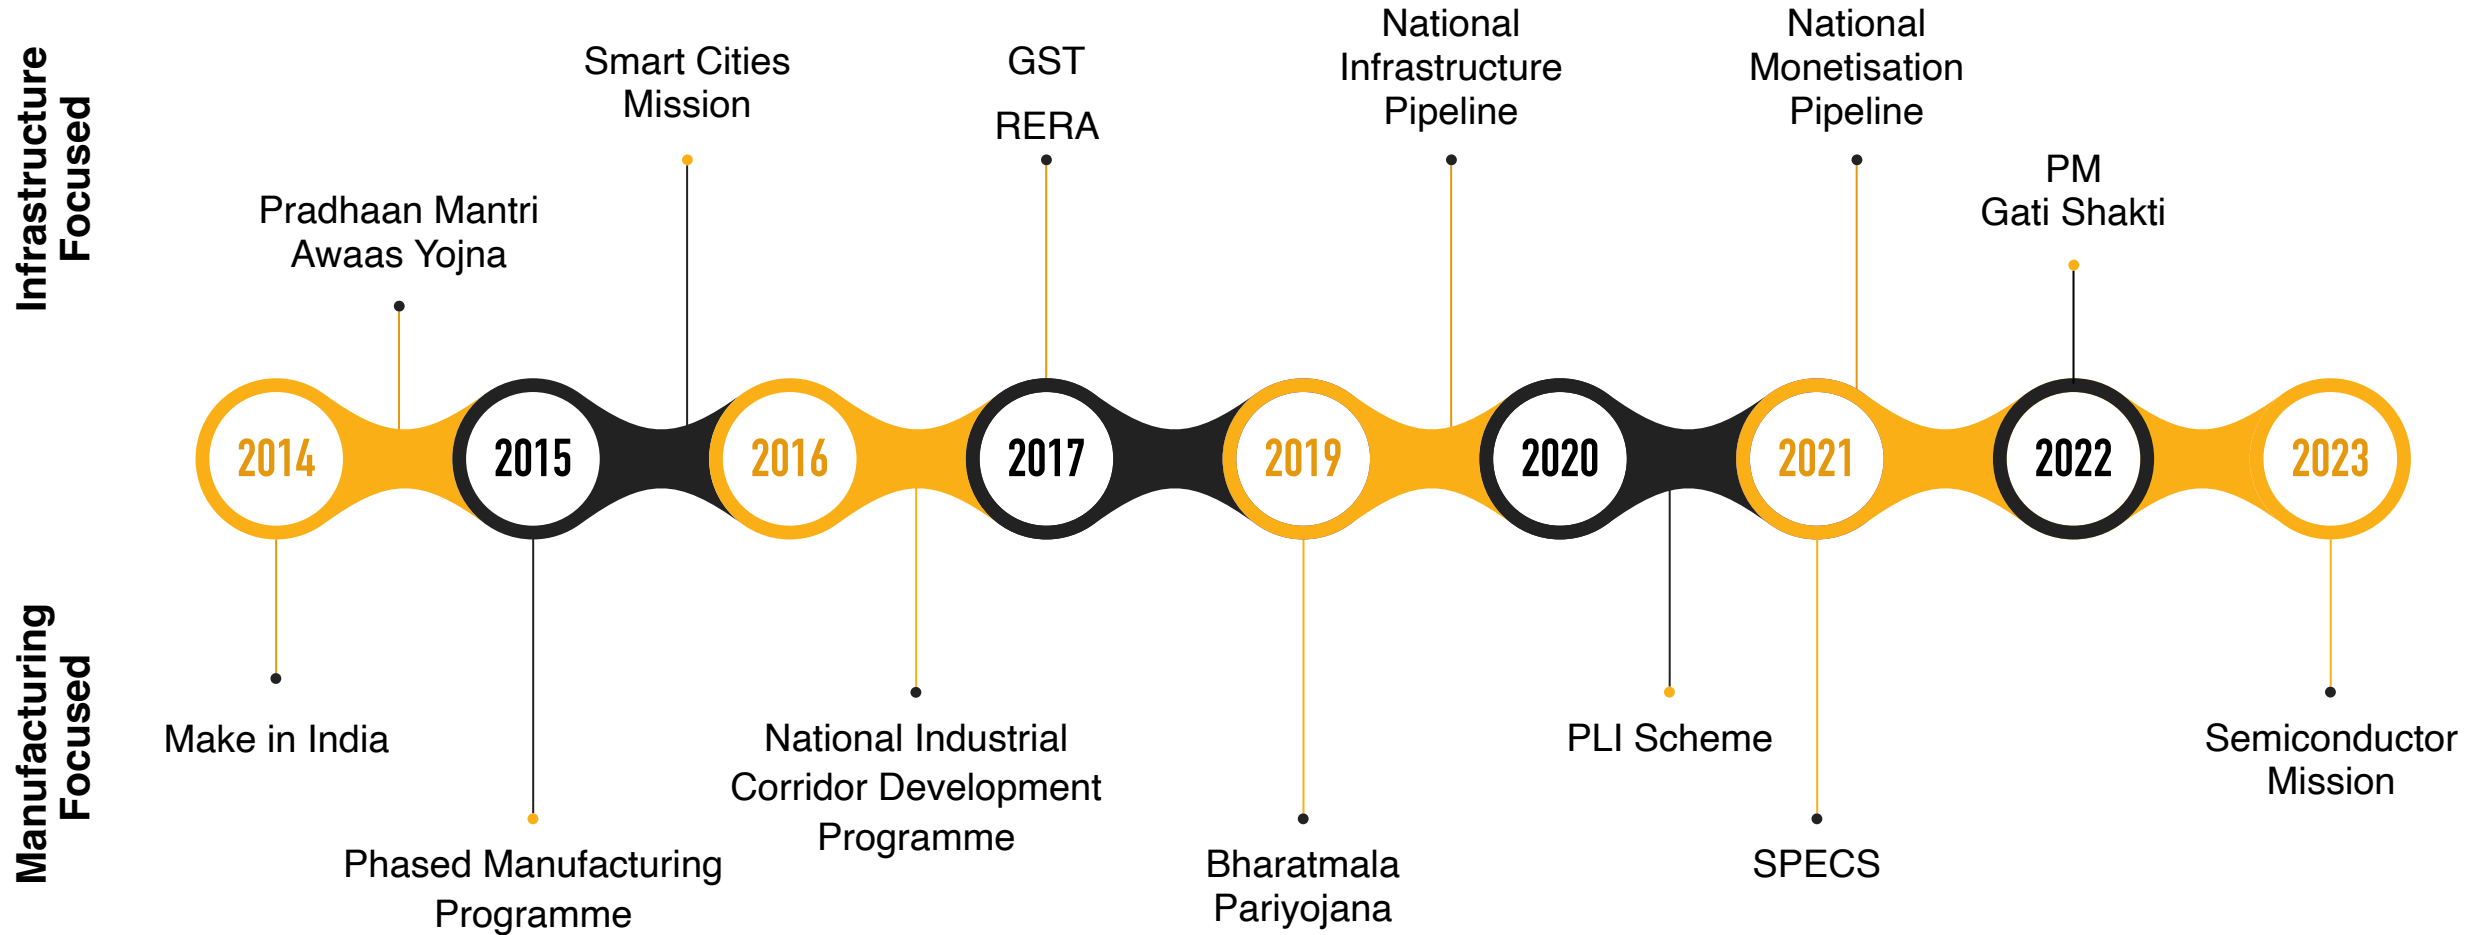 Infrastructure
Focused
Pradhaan Mantri
Awaas Yojna
Smart Cities
Mission
GST
RERA
National
Infrastructure
Pipeline
National
Monetisation
Pipeline
PM
Gati Shakti
2014
2015
2016
2017
2019
2020
2021
2022
2023
Manufacturing
Focused
Make in India
Phased Manufacturing
Programme
National Industrial
Corridor Development
Programme
Bharatmala
Pariyojana
PLI Scheme
SPECS
Semiconductor
Mission